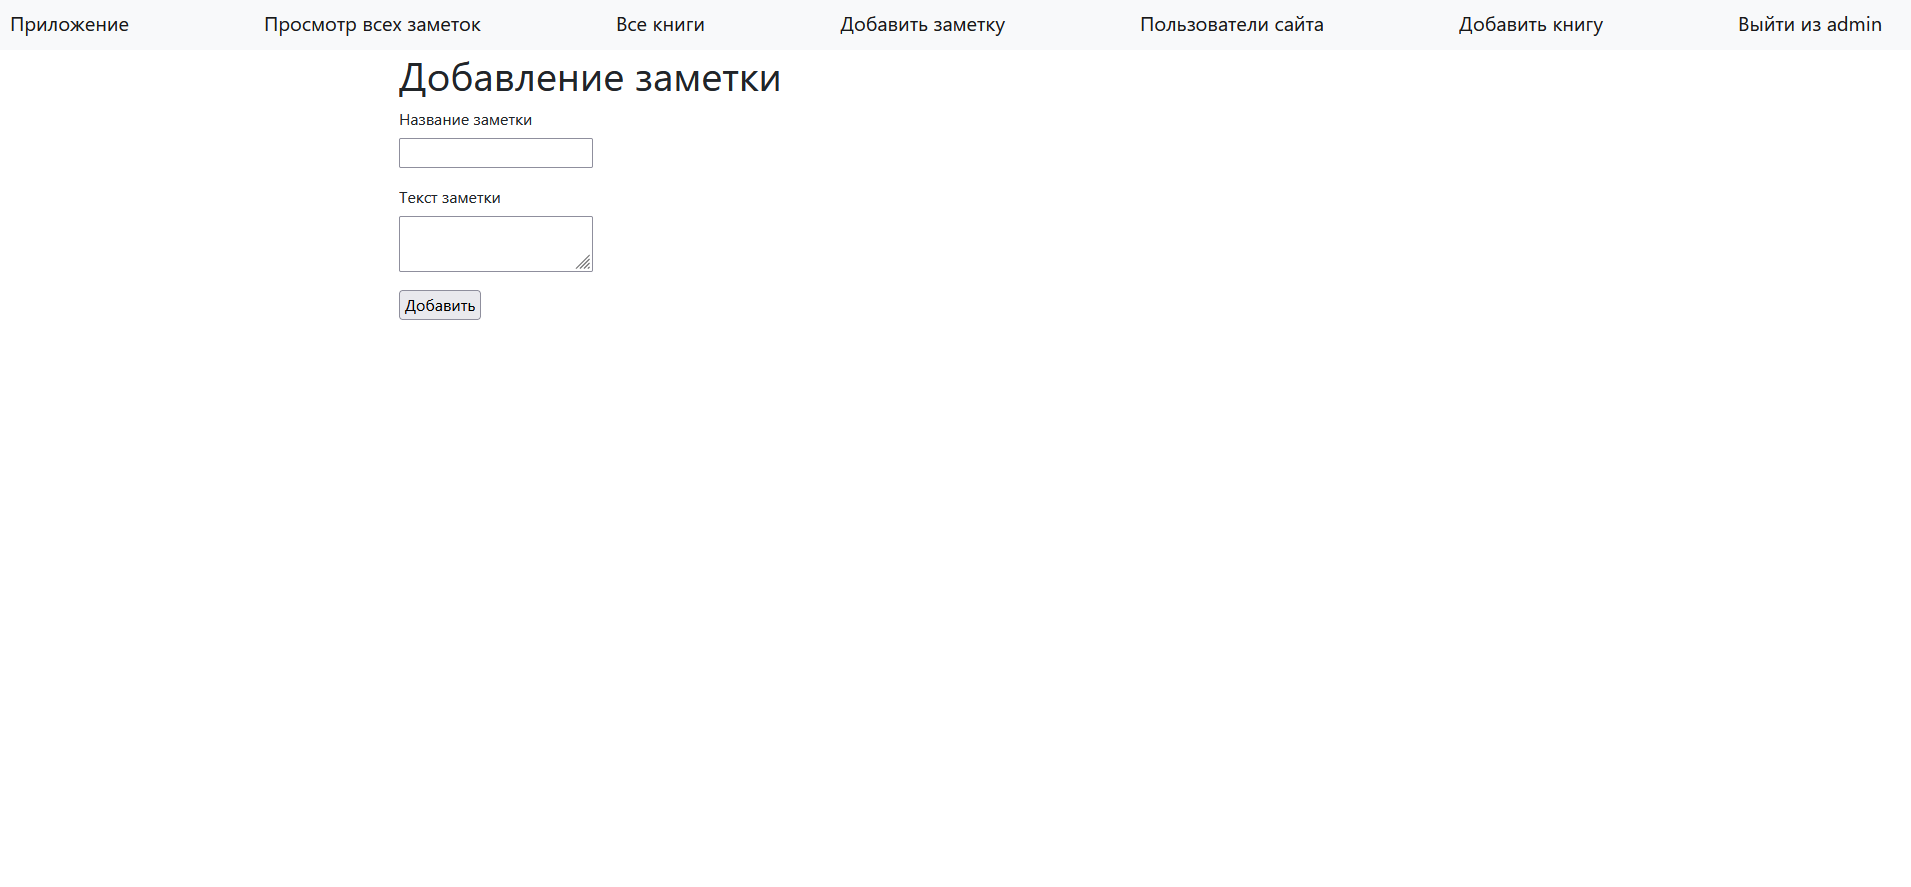 Приложение Просмотр всех заметок Все книги Добавить заметку Пользователи сайта Добавить книгу Выйти из admin
Добавление заметки
Название заметки
Текст заметки
Добавить